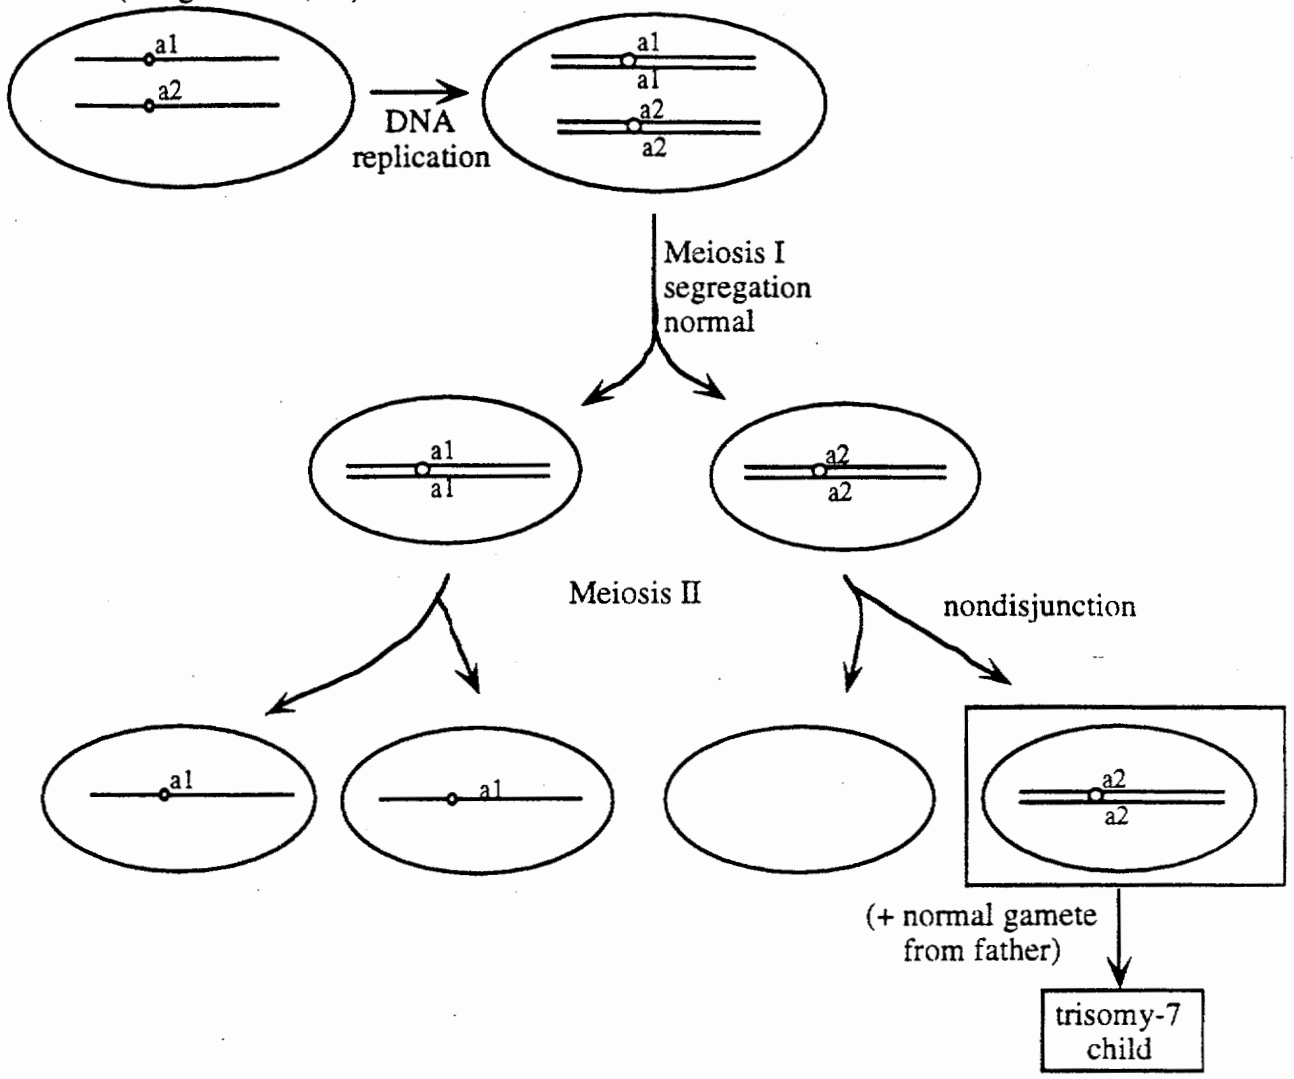 a1
a2
DNA
replication
a1
a1
a2
a2
Meiosis I
segregation
normal
a1
a1
a2
a2
Meiosis II
nondisjunction
a1
a1
a2
a2
(+ normal gamete
from father)
trisomy-7
child